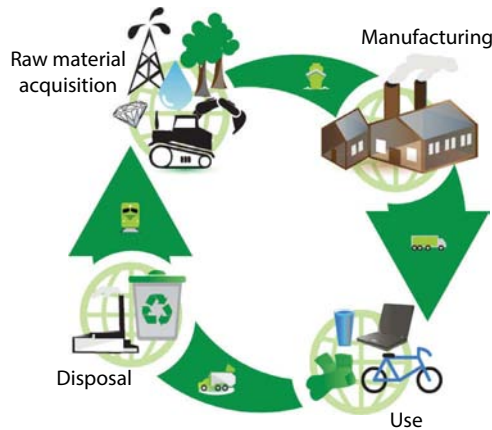 Raw material
acquisition
Manufacturing
Disposal
Use